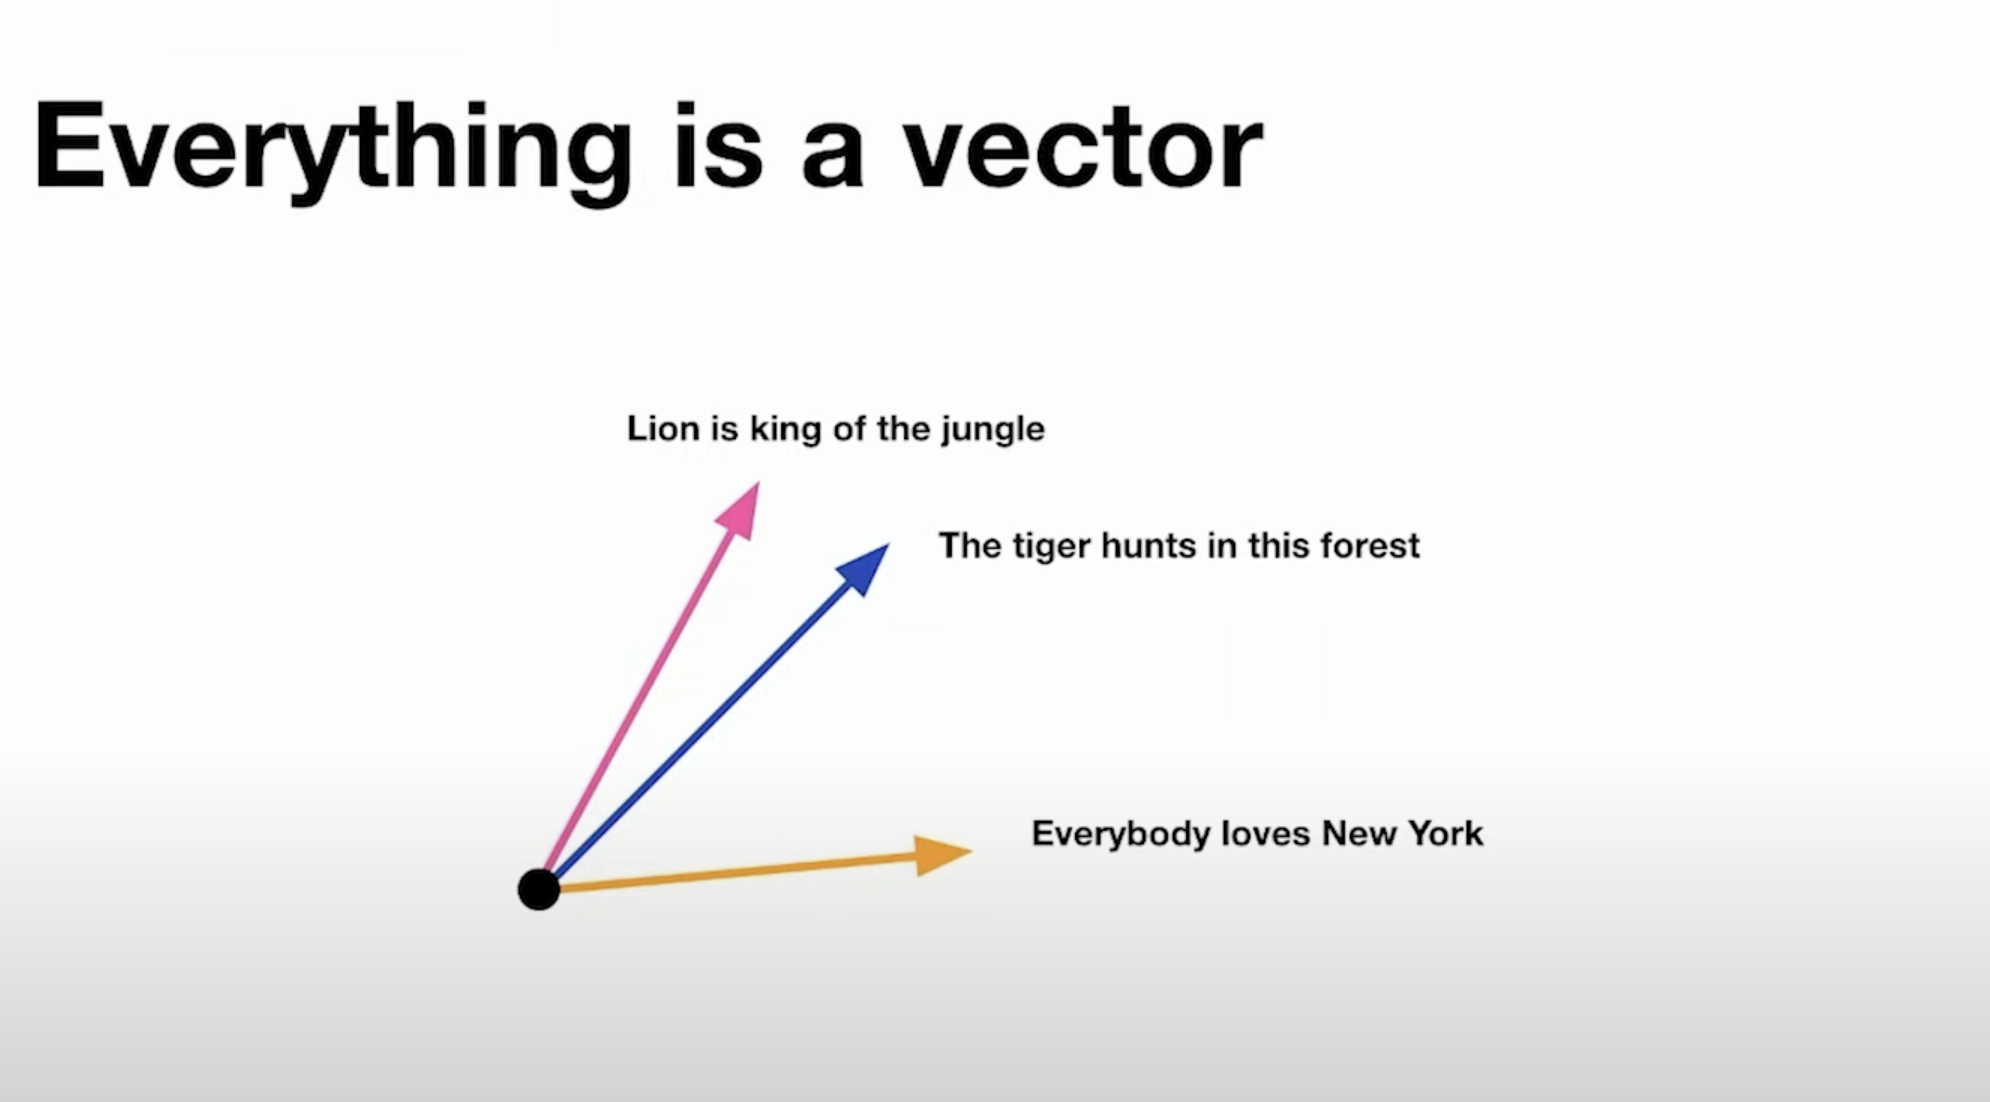 Everything is a vector
Lion is king of the jungle
The tiger hunts in this forest
Everybody loves New York